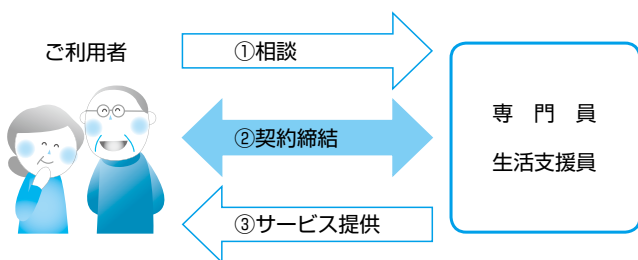 ご利用者
①相談
②契約締結
③サービス提供
専　門　員
生活支援員